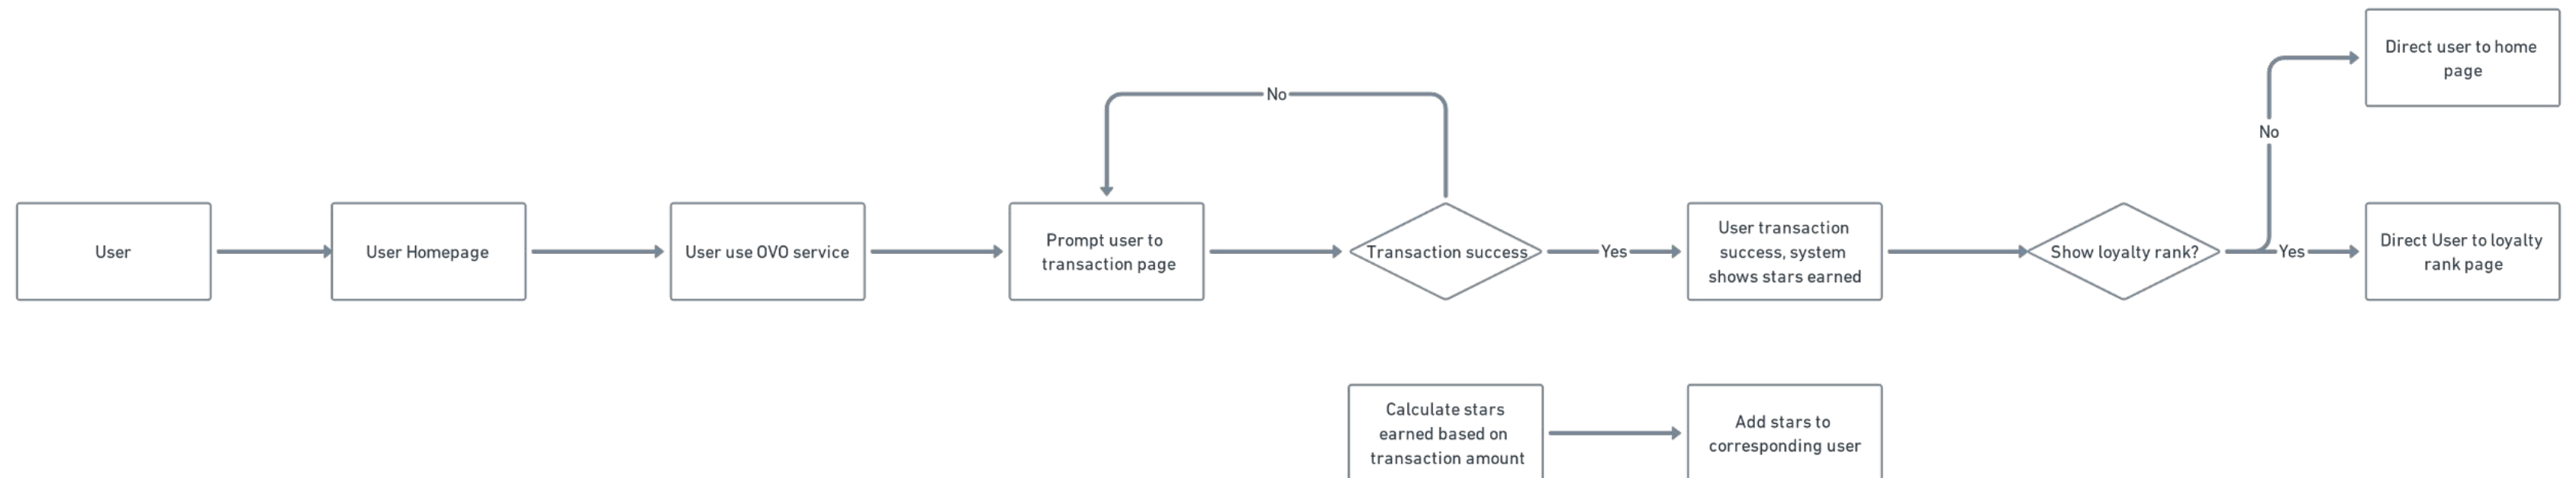 Direct user to home
page
No
No
User
User Homepage
User use OVO service
Prompt user to
transaction page
Transaction success
Yes
User transaction
success, system
shows stars earned
Show loyalty rank?
Yes
Direct User to loyalty
rank page
Calculate stars
earned based on
transaction amount
Add stars to
corresponding user